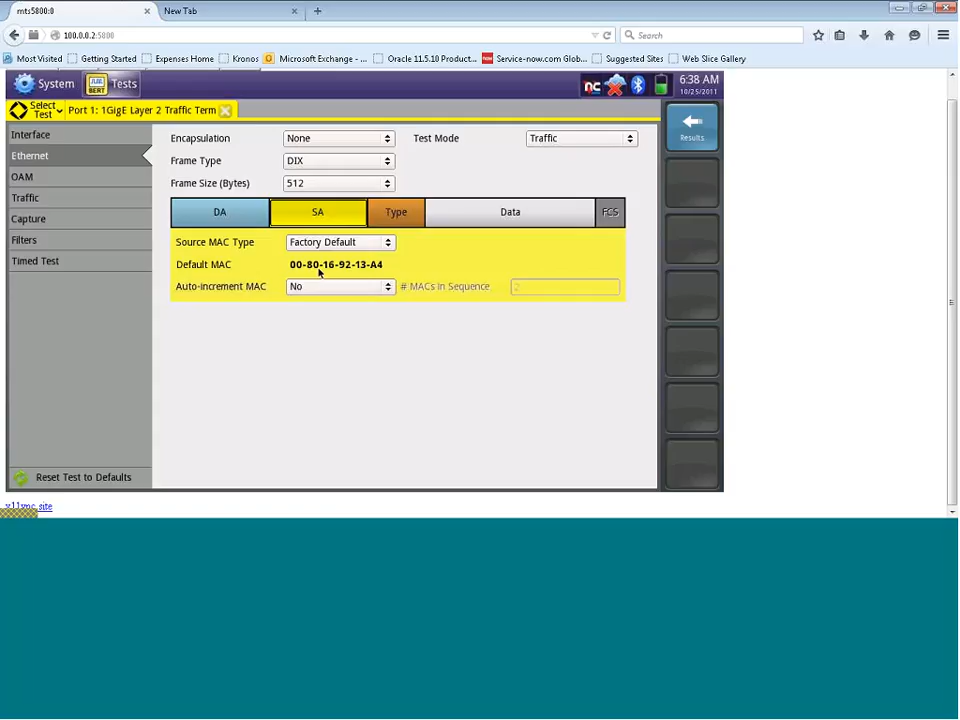 mts5800:0
New Tab
100.0.0.2:5800
Search
Most Visited Getting Started Expenses Home Kronos Microsoft Exchange - ... Oracle 11.5.10 Product... Service-now.com Glob... Suggested Sites Web Slice Gallery
System
JUMBERT
Tests
nc
6:38 AM
10/25/2011
Select Test
Port 1: 1GigE Layer 2 Traffic Term
Results
Interface
Ethernet
OAM
Traffic
Capture
Filters
Timed Test
Reset Test to Defaults
Encapsulation None Test Mode Traffic
Frame Type DIX
Frame Size (Bytes) 512
DA SA Type Data FCS
Source MAC Type Factory Default
Default MAC 00-80-16-92-13-A4
Auto-increment MAC No # MACs in Sequence 2
x11vnc site